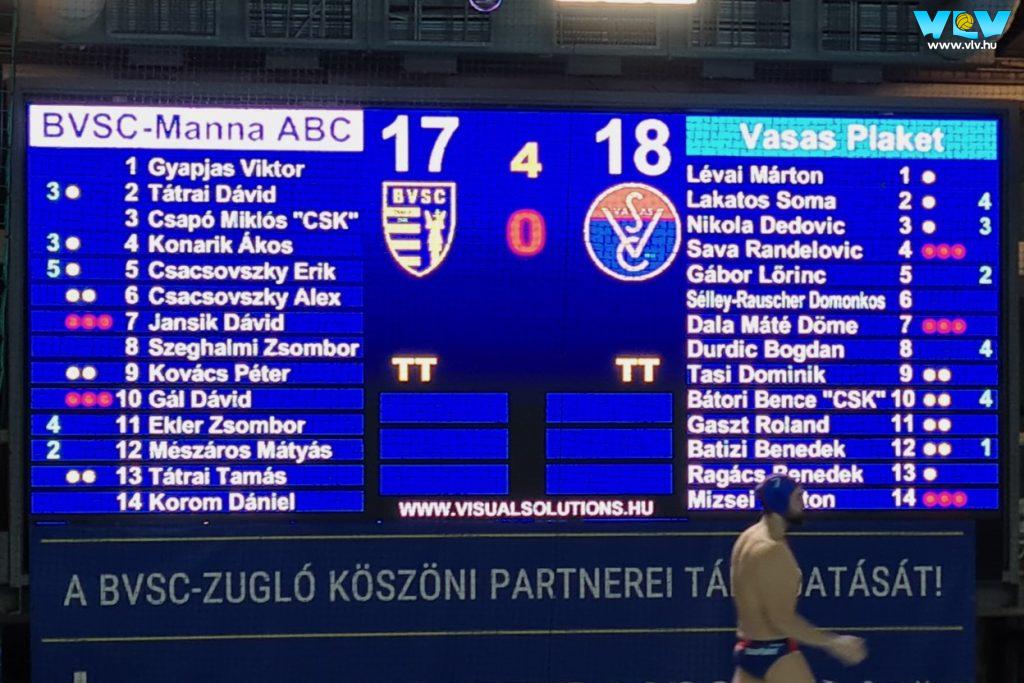 VLV
www.vlv.hu
BVSC-Manna ABC 17 4 18 Vasas Plaket
0
BVSC
VASAS
SC
1 Gyapjas Viktor
3 2 Tátrai Dávid
3 Csapó Miklós "CSK"
3 4 Konarik Ákos
5 5 Csacsovszky Erik
6 Csacsovszky Alex
7 Jansik Dávid
8 Szeghalmi Zsombor
9 Kovács Péter
10 Gál Dávid
4 11 Ekler Zsombor
2 12 Mészáros Mátyás
13 Tátrai Tamás
14 Korom Dániel
TT TT
Lévai Márton 1
Lakatos Soma 2 4
Nikola Dedovic 3 3
Sava Randelovic 4
Gábor Lőrinc 5 2
Sélley-Rauscher Domonkos 6
Dala Máté Döme 7
Durdic Bogdan 8 4
Tasi Dominik 9
Bátori Bence "CSK" 10 4
Gaszt Roland 11
Batizi Benedek 12 1
Ragács Benedek 13
Mizsei 14
WWW.VISUALSOLUTIONS.HU
A BVSC-ZUGLÓ KÖSZÖNI PARTNEREI